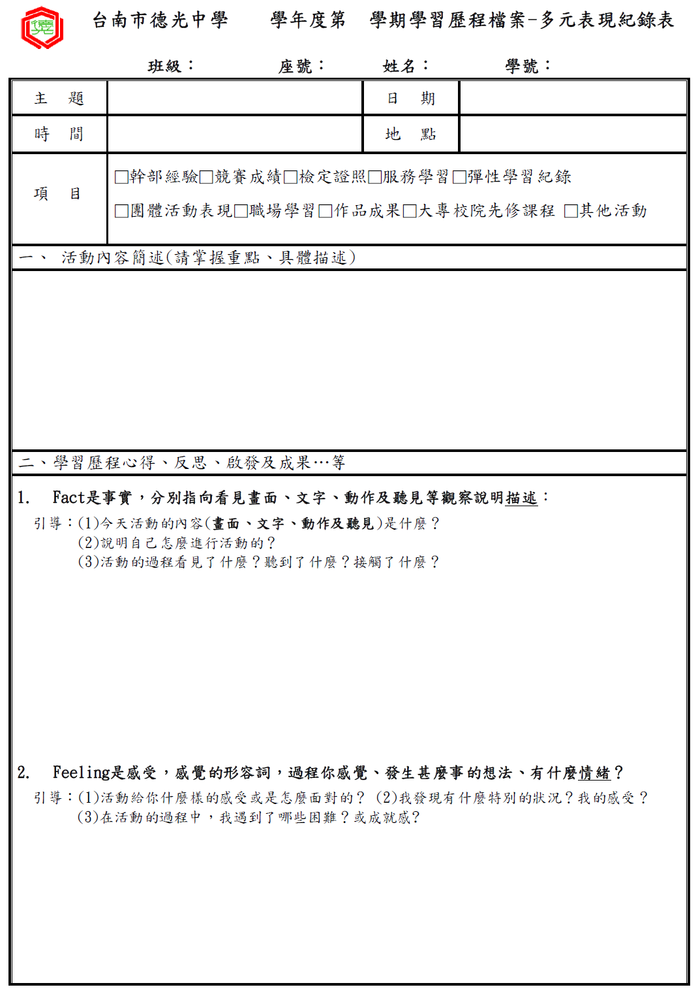 德
台南市德光中學　　學年度第　學期學習歷程檔案-多元表現紀錄表
班級：　　　　座號：　　　姓名：　　　　學號：
主　題　　　　日　期
時　間　　　　地　點
項　目
□幹部經驗□競賽成績□檢定證照□服務學習□彈性學習紀錄
□團體活動表現□職場學習□作品成果□大專校院先修課程 □其他活動
一、 活動內容簡述(請掌握重點、具體描述)
二、學習歷程心得、反思、啟發及成果…等
1.　Fact是事實，分別指向看見畫面、文字、動作及聽見等觀察說明描述：
引導：(1)今天活動的內容(畫面、文字、動作及聽見)是什麼？
(2)說明自己怎麼進行活動的？
(3)活動的過程看見了什麼？聽到了什麼？接觸了什麼？
2.　Feeling是感受，感覺的形容詞，過程你感覺、發生甚麼事的想法、有什麼情緒？
引導：(1)活動給你什麼樣的感受或是怎麼面對的？ (2)我發現有什麼特別的狀況？我的感受？
(3)在活動的過程中，我遇到了哪些困難？或成就感?